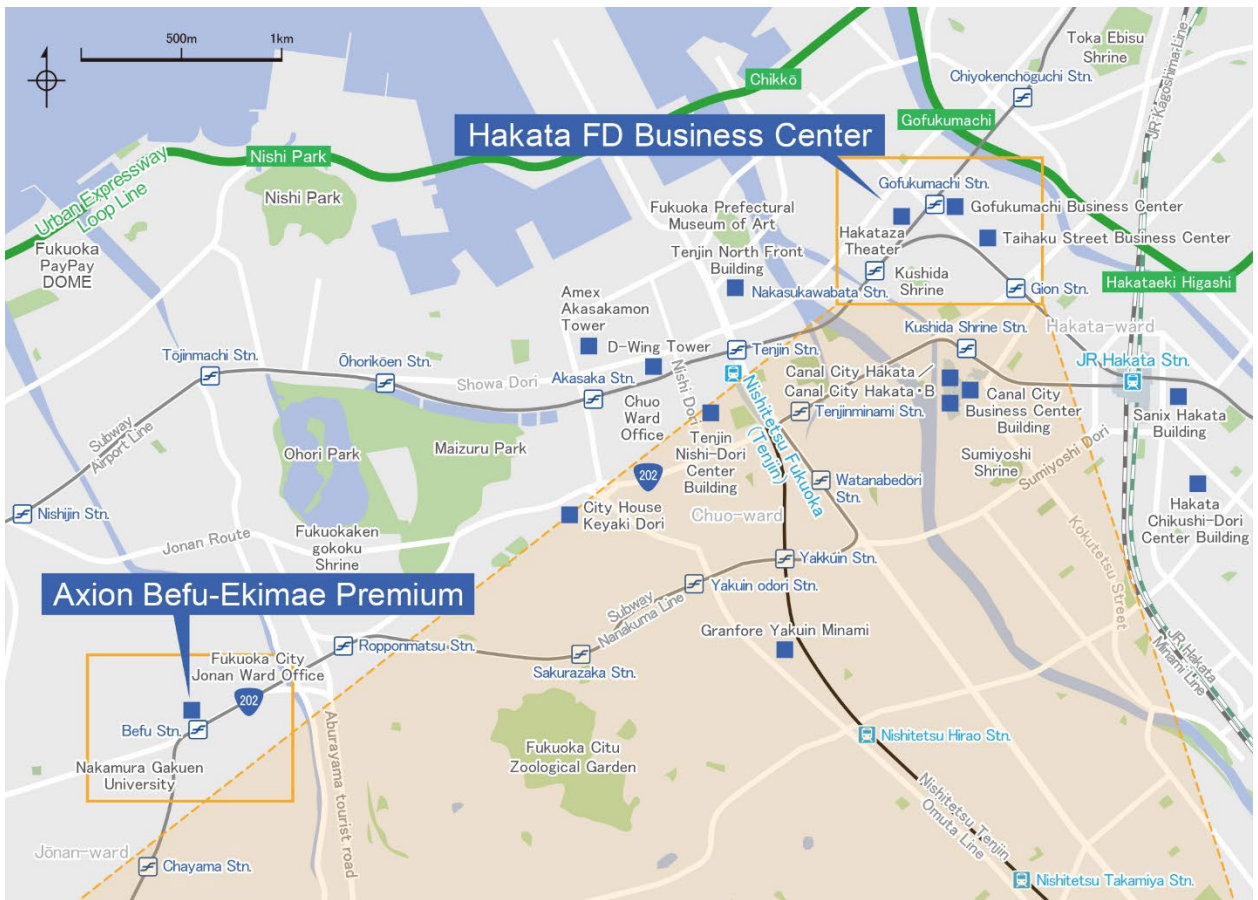 500m
1km
Toka Ebisu
Shrine
JR Kagoshima Line
Chikkō
Chiyokenchōguchi Stn.
Gofukumachi
Hakata FD Business Center
Nishi Park
Urban Expressway
Loop Line
Nishi Park
Gofukumachi Stn.
Gofukumachi Business Center
Fukuoka Prefectural
Museum of Art
Hakataza
Theater
Taihaku Street Business Center
Fukuoka
PayPay
DOME
Tenjin North Front
Building
Kushida
Shrine
Nakasukawabata Stn.
Gion Stn.
Hakataeki Higashi
Amex
Akasakamon
Tower
Kushida Shrine Stn.
Hakata-ward
D-Wing Tower
Tenjin Stn.
Tōjinmachi Stn.
Ōhorikōen Stn.
Showa Dori
Akasaka Stn.
Nishi Dori
Canal City Hakata／
Canal City Hakata・B
JR Hakata Stn.
Chuo
Ward
Office
Nishitetsu Fukuoka
(Tenjin)
Tenjinminami Stn.
Canal City
Business Center
Building
Sanix Hakata
Building
Subway
Airport Line
Ohori Park
Maizuru Park
Tenjin
Nishi-Dori
Center
Building
Sumiyoshi
Shrine
Sumiyoshi Dori
202
Watanabedōri
Stn.
Nishijin Stn.
City House
Keyaki Dori
Chuo-ward
Hakata
Chikushi-Dori
Center Building
Jonan Route
Fukuokaken
gokoku
Shrine
Kokutetsu Street
Yakkuin Stn.
Axion Befu-Ekimae Premium
Yakuin odori Stn.
Subway
Nanakuma Line
Ropponmatsu Stn.
Granfore Yakuin Minami
Fukuoka City
Jonan Ward Office
Sakurazaka Stn.
JR Hakata
Minami Line
202
Befu Stn.
Nishitetsu Hirao Stn.
Nakamura Gakuen
University
Aburayama tourist road
Fukuoka Citu
Zoological Garden
Nishitetsu Tenjin
Omuta Line
Jōnan-ward
Chayama Stn.
Nishitetsu Takamiya Stn.